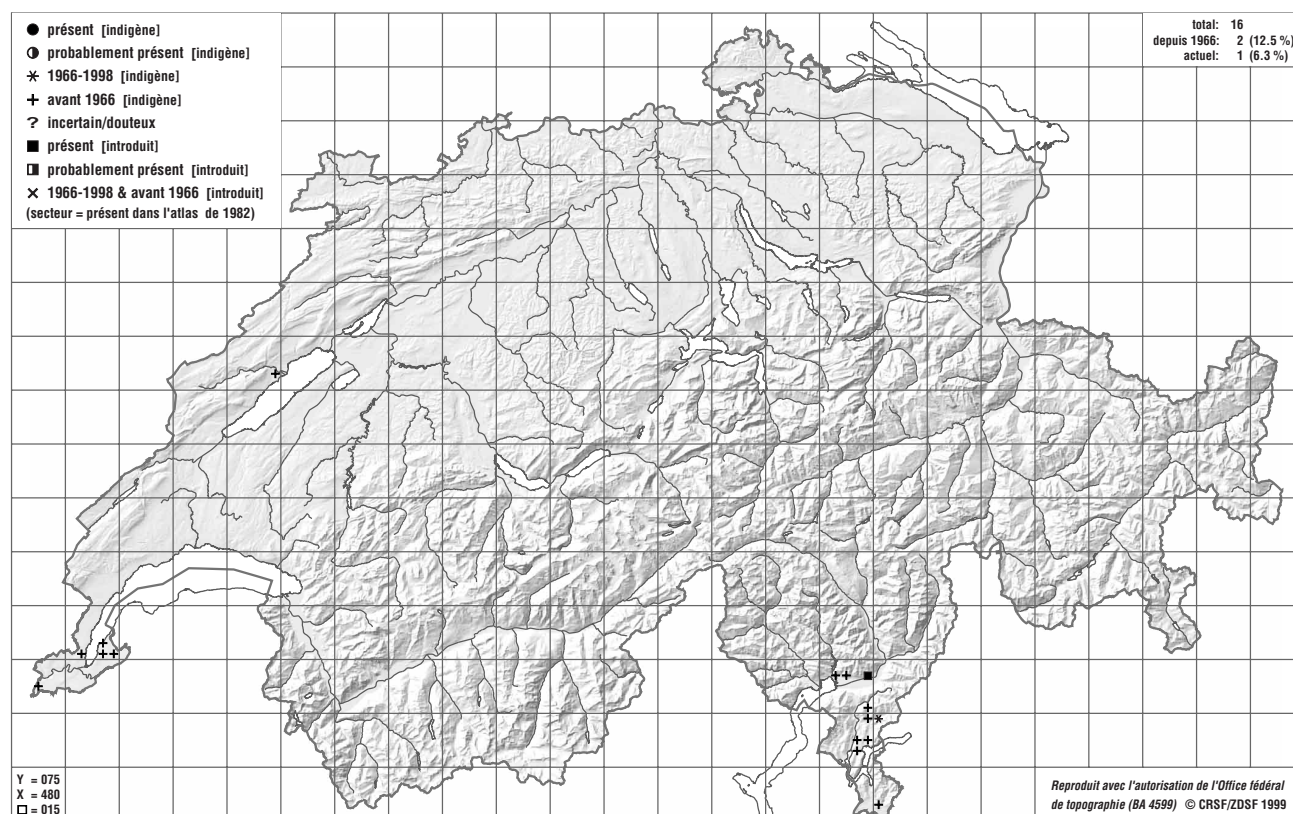 ● présent [indigène]
◑ probablement présent [indigène]
✳ 1966-1998 [indigène]
+ avant 1966 [indigène]
? incertain/douteux
■ présent [introduit]
◨ probablement présent [introduit]
× 1966-1998 & avant 1966 [introduit]
(secteur = présent dans l'atlas de 1982)
total: 16
depuis 1966: 2 (12.5 %)
actuel: 1 (6.3 %)
Y = 075
X = 480
□ = 015
Reproduit avec l'autorisation de l'Office fédéral
de topographie (BA 4599) © CRSF/ZDSF 1999